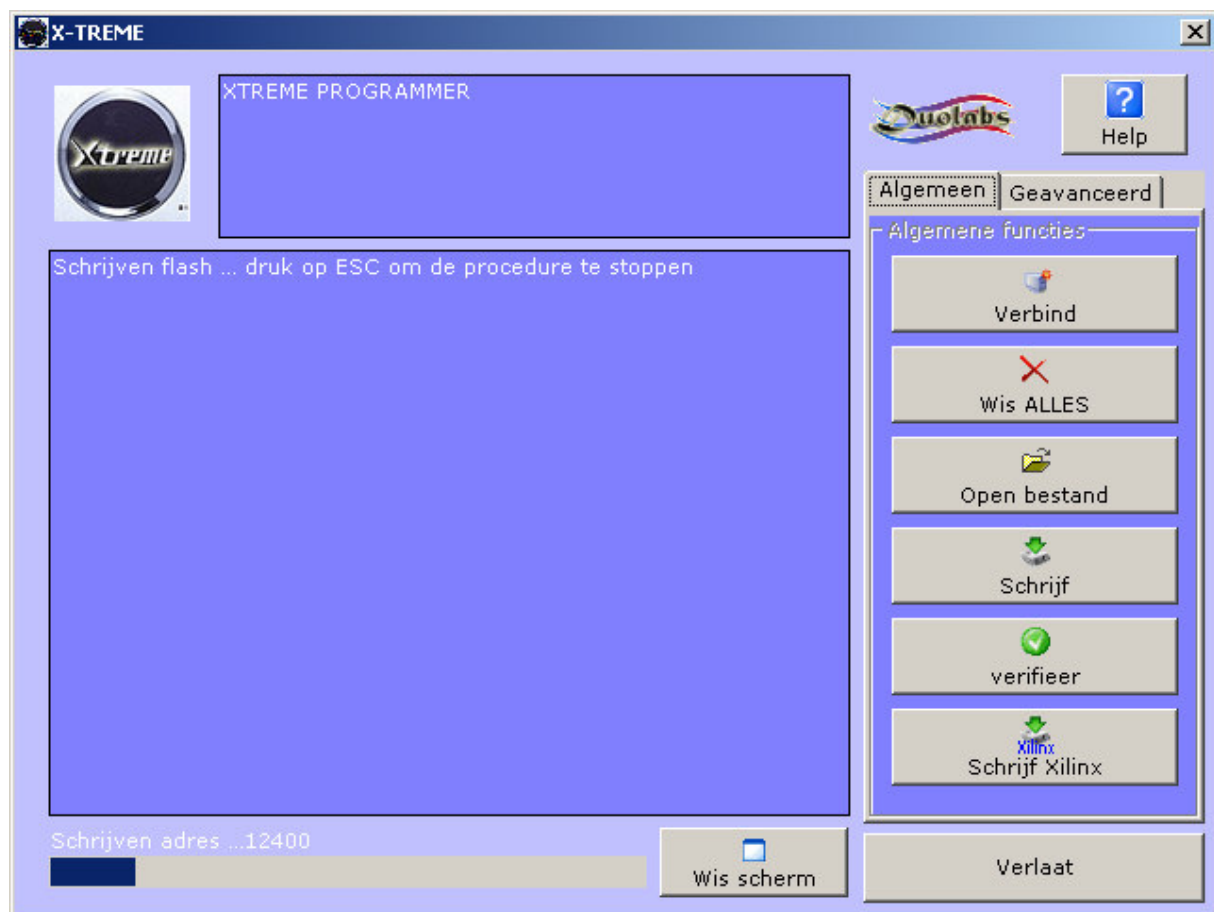 X-TREME
XTREME PROGRAMMER
Xtreme
Duolabs
Help
Algemeen
Geavanceerd
Algemene functies
Schrijven flash ... druk op ESC om de procedure te stoppen
Verbind
Wis ALLES
Open bestand
Schrijf
verifieer
Xilinx
Schrijf Xilinx
Schrijven adres ...12400
Wis scherm
Verlaat